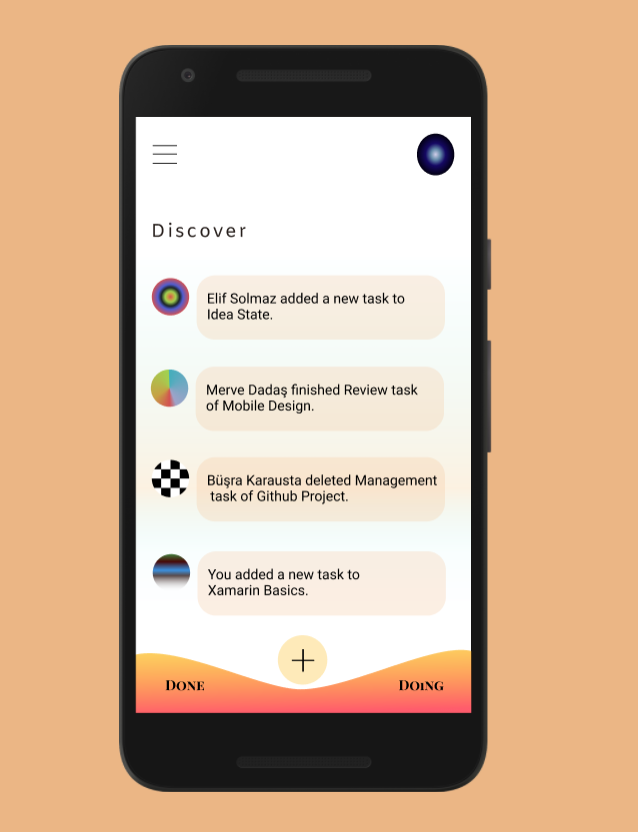 Discover
Elif Solmaz added a new task to
Idea State.
Merve Dadaş finished Review task
of Mobile Design.
Büşra Karausta deleted Management
task of Github Project.
You added a new task to
Xamarin Basics.
Done
Doing